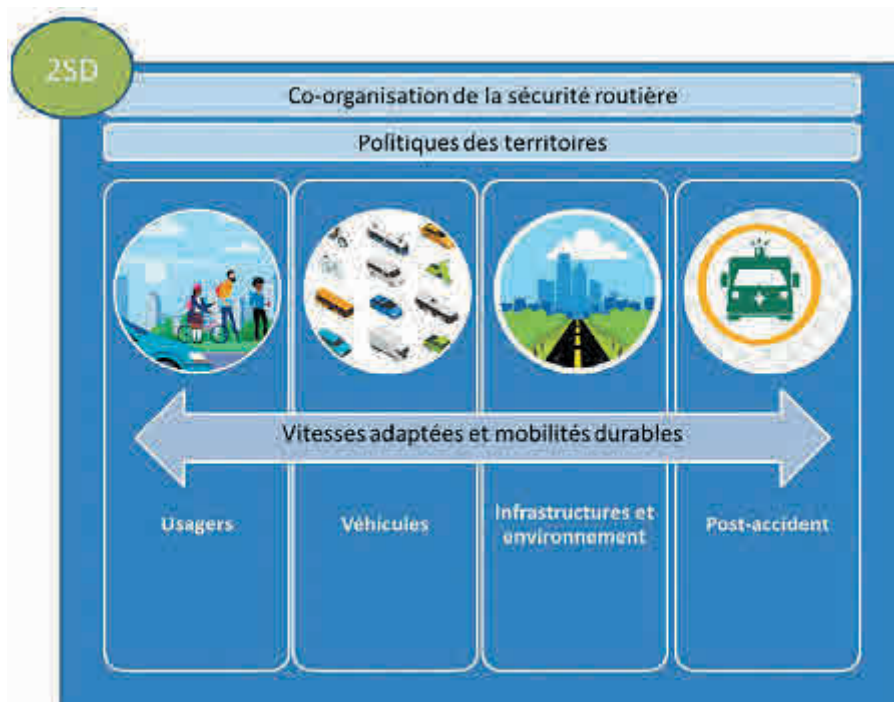 2SD
Co-organisation de la sécurité routière
Politiques des territoires
Vitesses adaptées et mobilités durables
Usagers
Véhicules
Infrastructures et
environnement
Post-accident